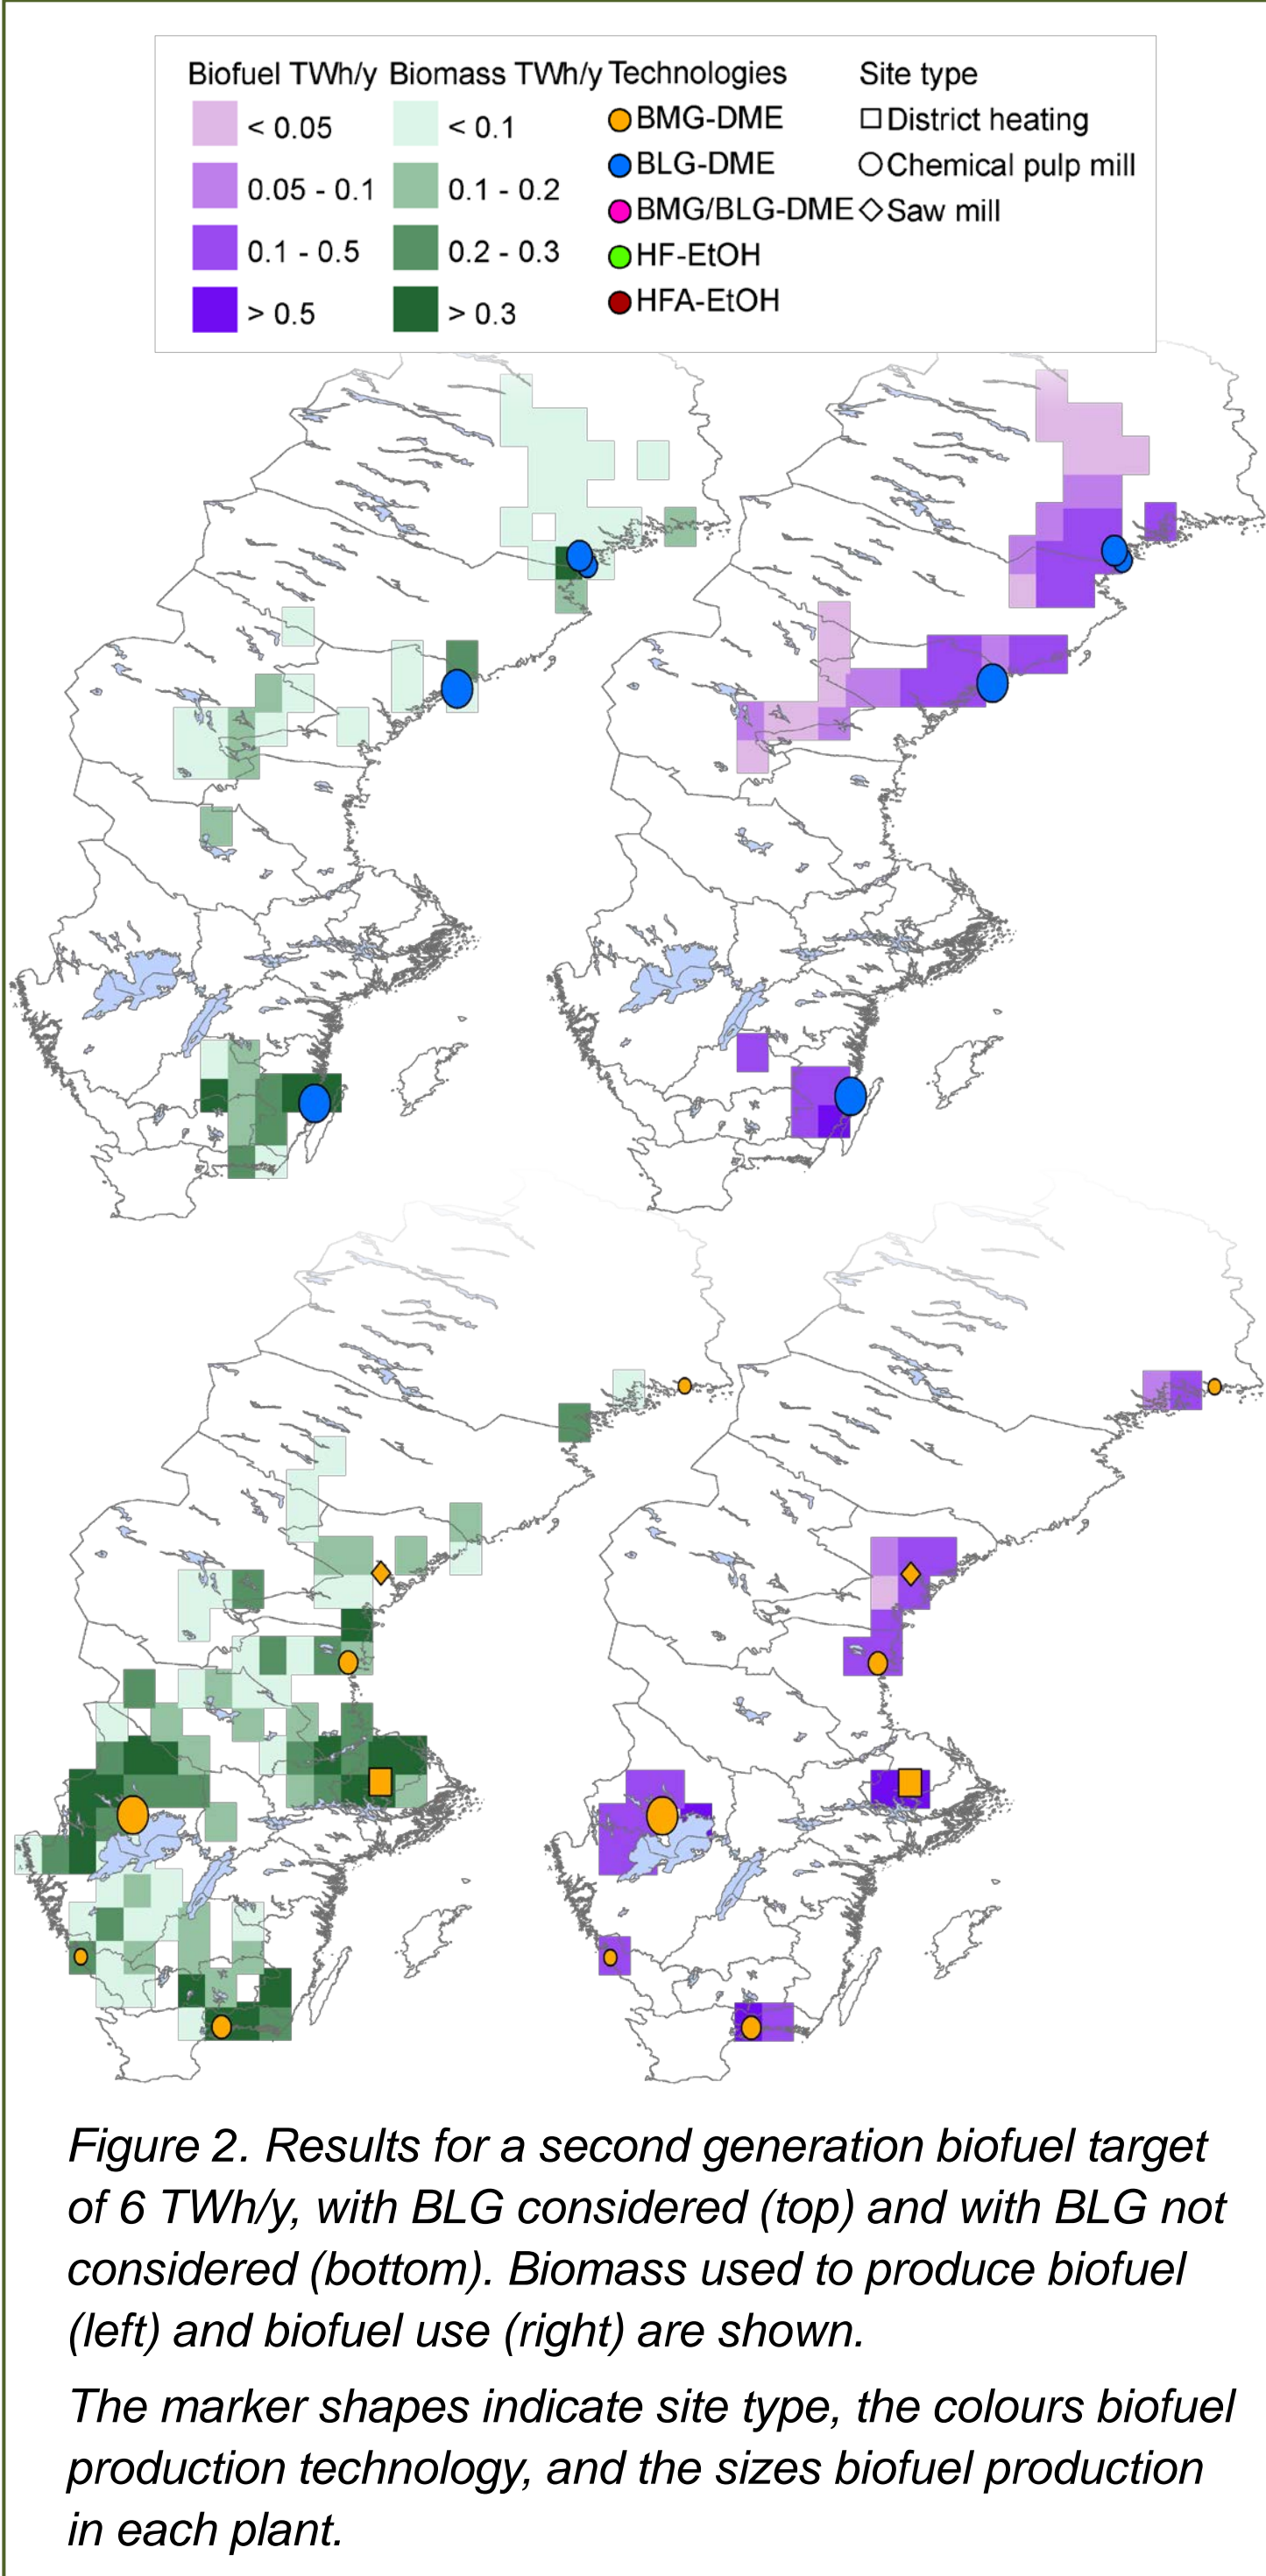 Biofuel TWh/y Biomass TWh/y Technologies Site type
< 0.05 < 0.1 BMG-DME District heating
0.05 - 0.1 0.1 - 0.2 BLG-DME Chemical pulp mill
0.1 - 0.5 0.2 - 0.3 BMG/BLG-DME Saw mill
> 0.5 > 0.3 HF-EtOH
HFA-EtOH
Figure 2. Results for a second generation biofuel target
of 6 TWh/y, with BLG considered (top) and with BLG not
considered (bottom). Biomass used to produce biofuel
(left) and biofuel use (right) are shown.
The marker shapes indicate site type, the colours biofuel
production technology, and the sizes biofuel production
in each plant.